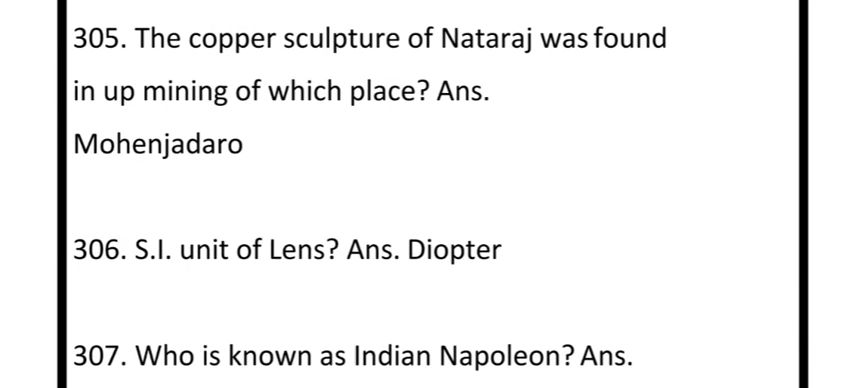 305. The copper sculpture of Nataraj was found
in up mining of which place? Ans.
Mohenjadaro
306. S.I. unit of Lens? Ans. Diopter
307. Who is known as Indian Napoleon? Ans.